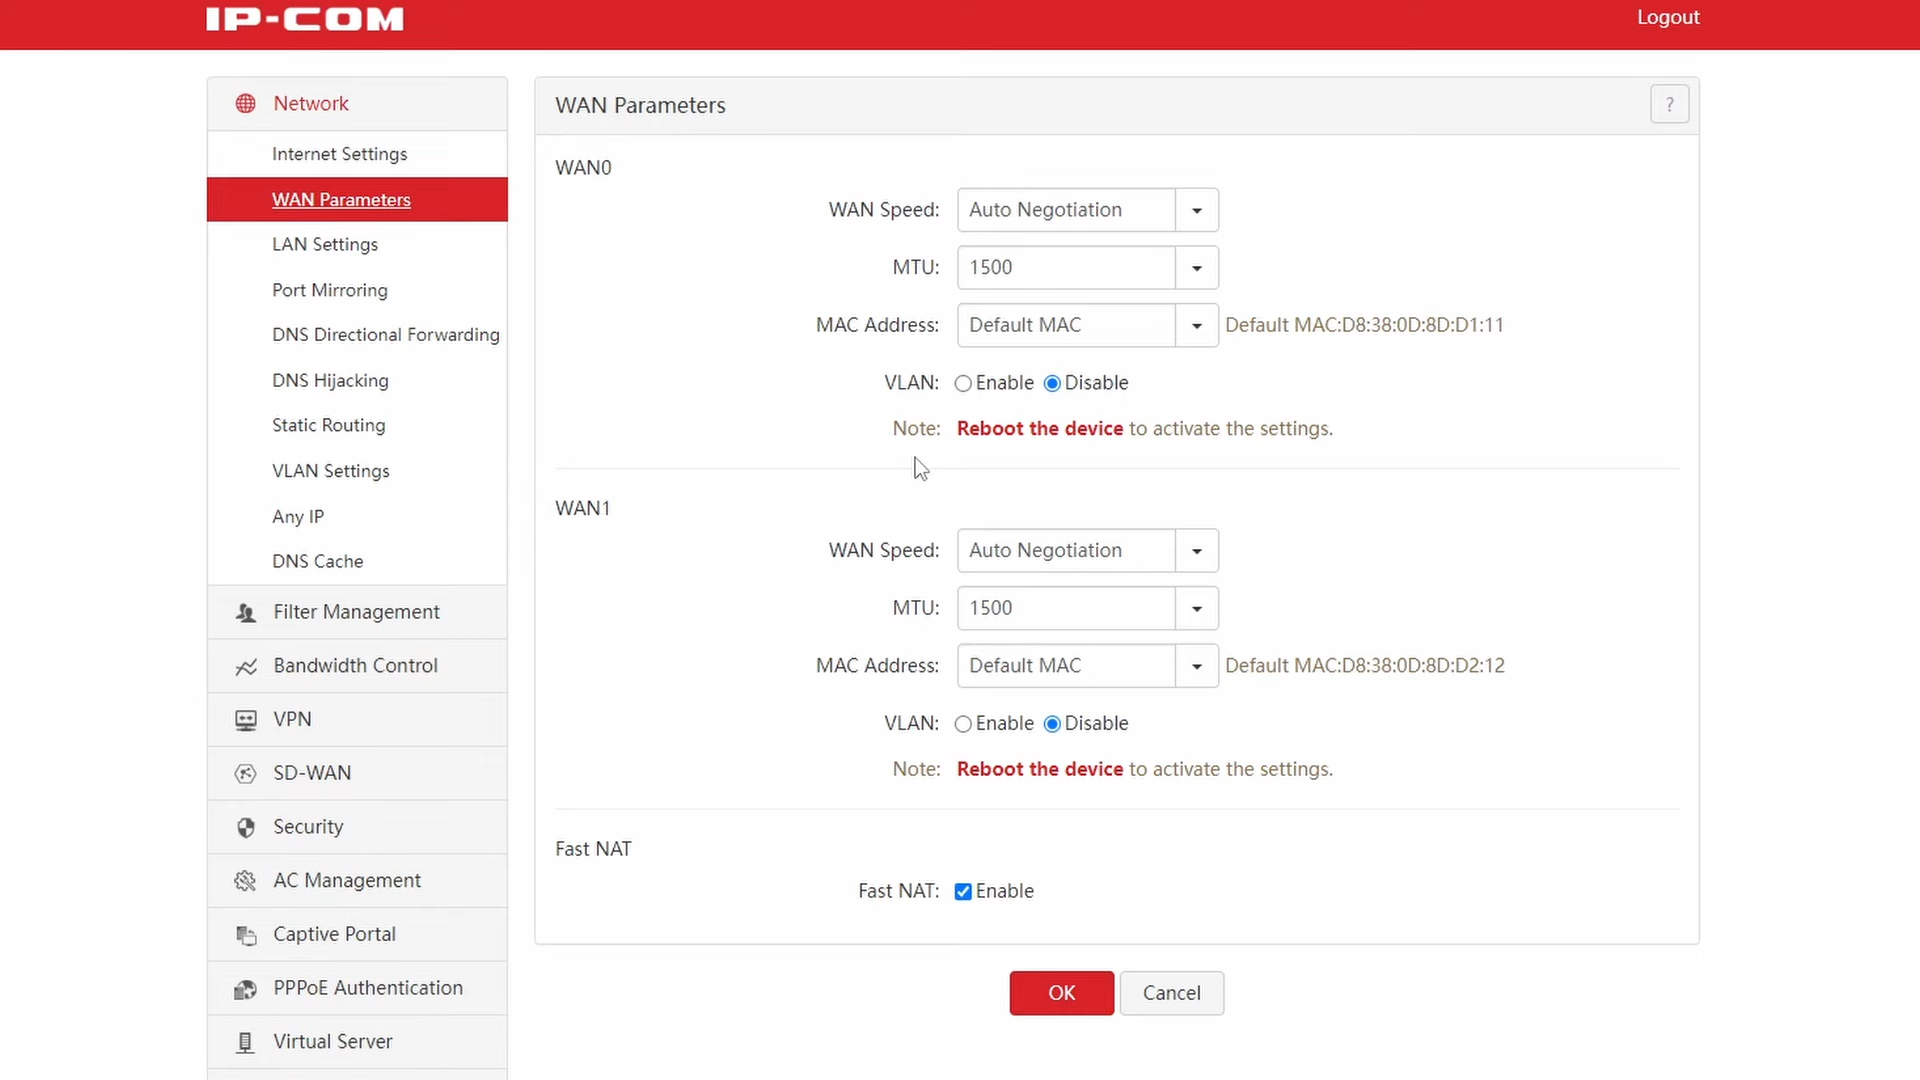 IP-COM
Logout
Network
Internet Settings
WAN Parameters
LAN Settings
Port Mirroring
DNS Directional Forwarding
DNS Hijacking
Static Routing
VLAN Settings
Any IP
DNS Cache
Filter Management
Bandwidth Control
VPN
SD-WAN
Security
AC Management
Captive Portal
PPPoE Authentication
Virtual Server
WAN Parameters
?
WAN0
WAN Speed: Auto Negotiation
MTU: 1500
MAC Address: Default MAC Default MAC:D8:38:0D:8D:D1:11
VLAN: Enable Disable
Note: Reboot the device to activate the settings.
WAN1
WAN Speed: Auto Negotiation
MTU: 1500
MAC Address: Default MAC Default MAC:D8:38:0D:8D:D2:12
VLAN: Enable Disable
Note: Reboot the device to activate the settings.
Fast NAT
Fast NAT: Enable
OK Cancel